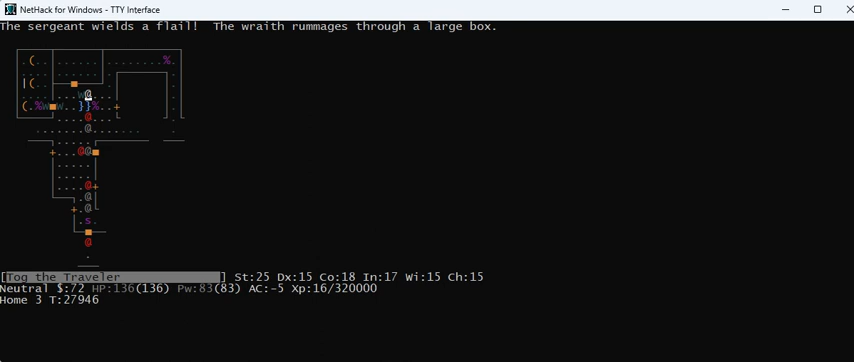 NetHack for Windows - TTY Interface
The sergeant wields a flail!  The wraith rummages through a large box.
[Tog the Traveler                ] St:25 Dx:15 Co:18 In:17 Wi:15 Ch:15
Neutral $:72 HP:136(136) Pw:83(83) AC:-5 Xp:16/320000
Home 3 T:27946